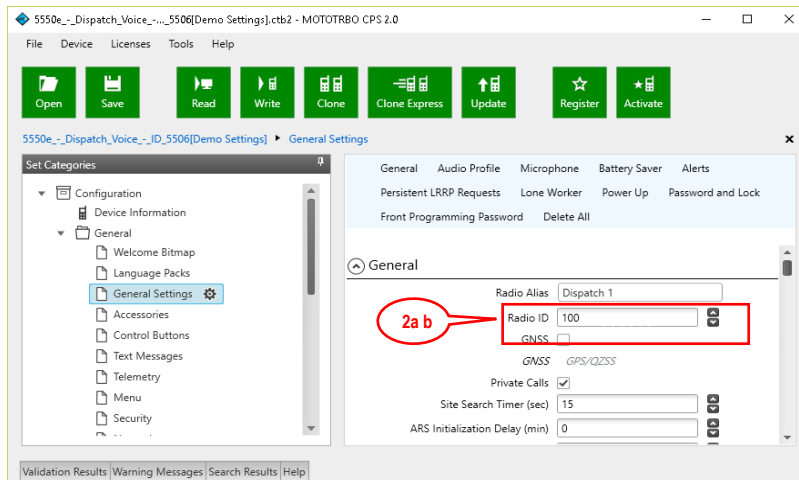 5550e_-_Dispatch_Voice_-..._5506[Demo Settings].ctb2 - MOTOTRBO CPS 2.0
File Device Licenses Tools Help
Open Save Read Write Clone Clone Express Update Register Activate
5550e_-_Dispatch_Voice_-_ID_5506[Demo Settings] General Settings
Set Categories
Configuration
Device Information
General
Welcome Bitmap
Language Packs
General Settings
Accessories
Control Buttons
Text Messages
Telemetry
Menu
Security
General Audio Profile Microphone Battery Saver Alerts
Persistent LRRP Requests Lone Worker Power Up Password and Lock
Front Programming Password Delete All
General
Radio Alias Dispatch 1
2a b
Radio ID 100
GNSS
GNSS GPS/QZSS
Private Calls
Site Search Timer (sec) 15
ARS Initialization Delay (min) 0
Validation Results Warning Messages Search Results Help